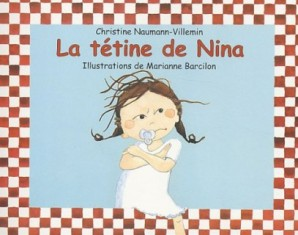 Christine Naumann-Villemin
La tétine de Nina
Illustrations de Marianne Barcilon